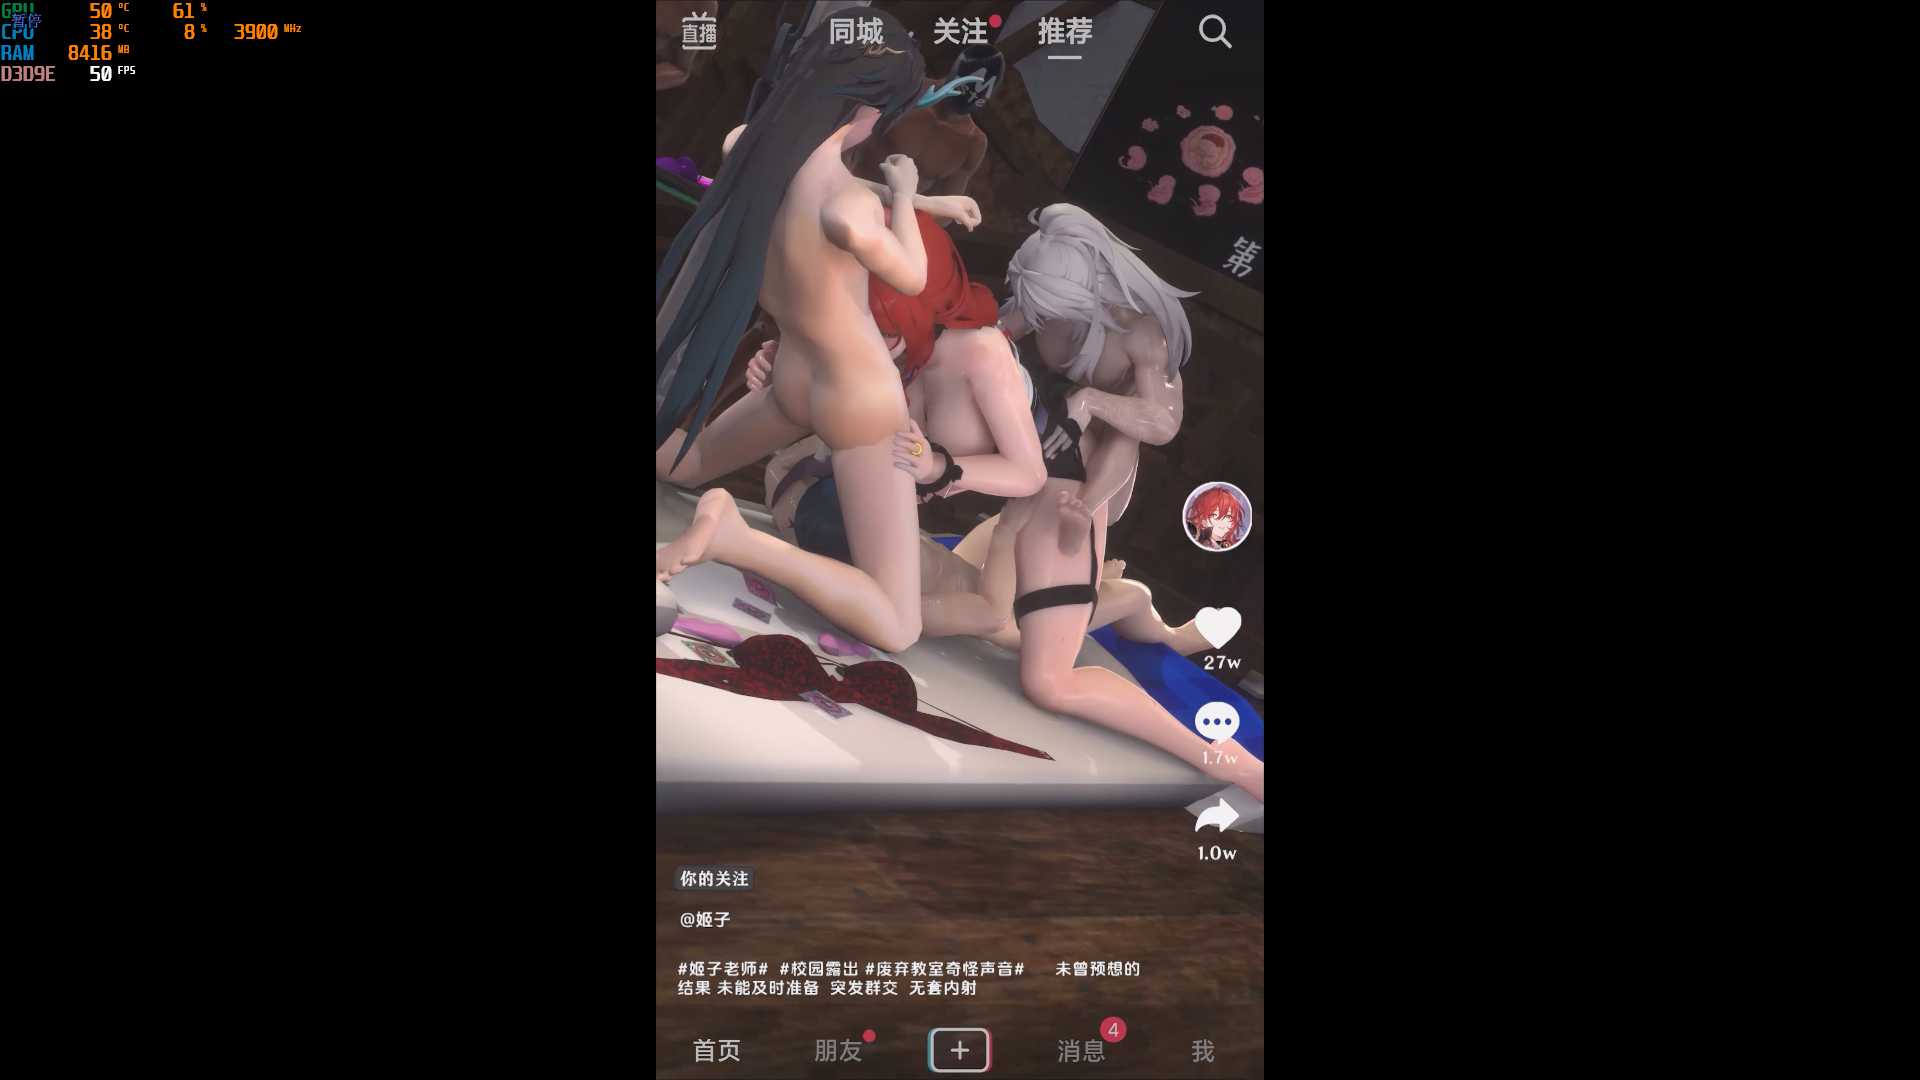 GPU 50 °C 61 %
暂停
CPU 38 °C 8 % 3900 MHz
RAM 8416 MB
D3D9E 50 FPS
直播 同城 关注 推荐
第
27w
1.7w
1.0w
你的关注
@姬子
#姬子老师# #校园露出 #废弃教室奇怪声音# 未曾预想的
结果 未能及时准备 突发群交 无套内射
首页 朋友 + 消息 4 我